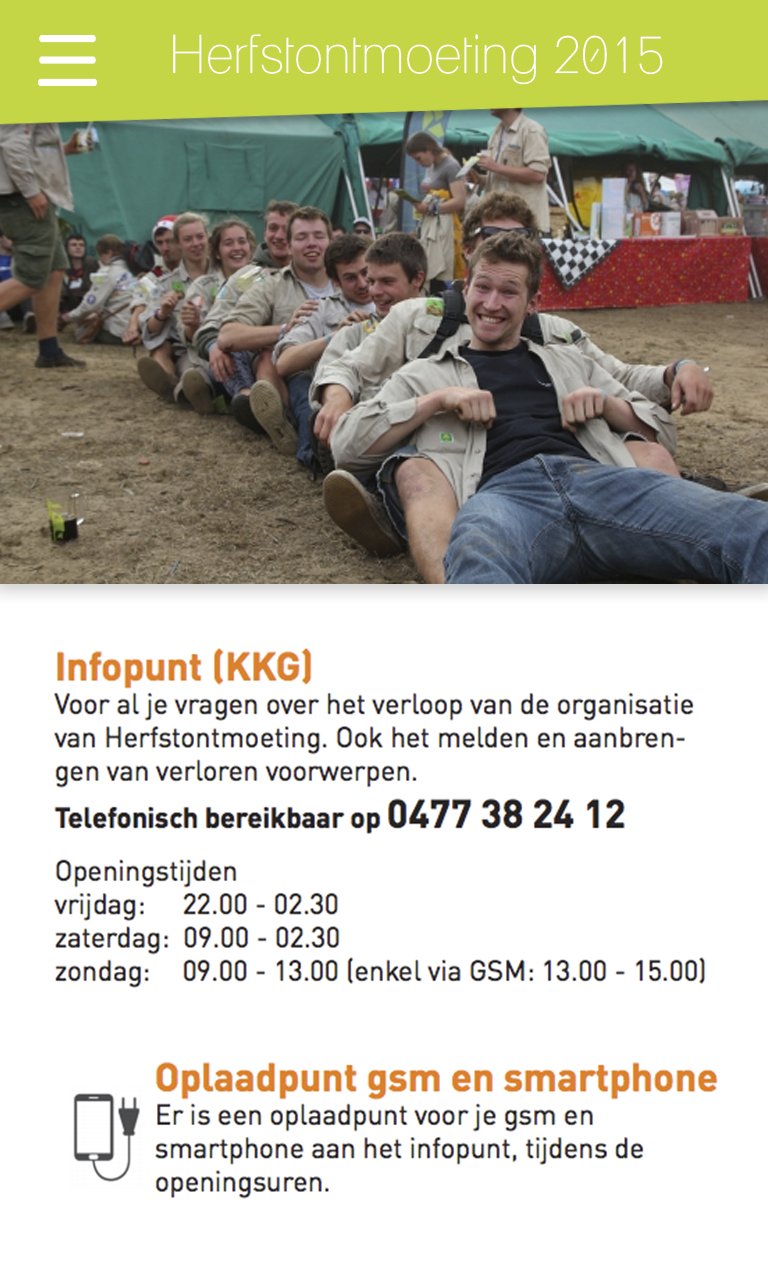 Herfstontmoeting 2015
Infopunt (KKG)
Voor al je vragen over het verloop van de organisatie
van Herfstontmoeting. Ook het melden en aanbren-
gen van verloren voorwerpen.
Telefonisch bereikbaar op 0477 38 24 12
Openingstijden
vrijdag: 22.00 - 02.30
zaterdag: 09.00 - 02.30
zondag: 09.00 - 13.00 (enkel via GSM: 13.00 - 15.00)
Oplaadpunt gsm en smartphone
Er is een oplaadpunt voor je gsm en
smartphone aan het infopunt, tijdens de
openingsuren.